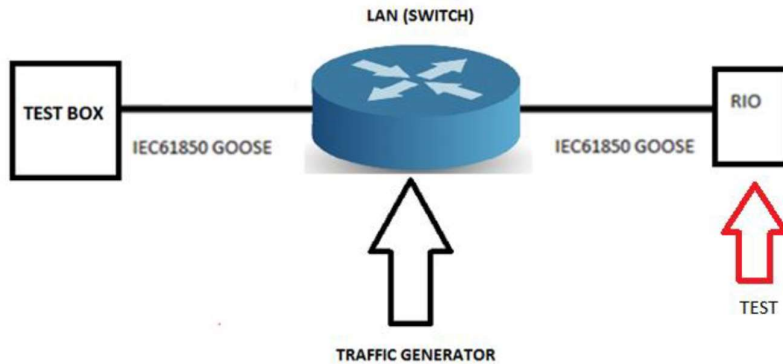 LAN (SWITCH)
TEST BOX
RIO
IEC61850 GOOSE
IEC61850 GOOSE
TEST
TRAFFIC GENERATOR